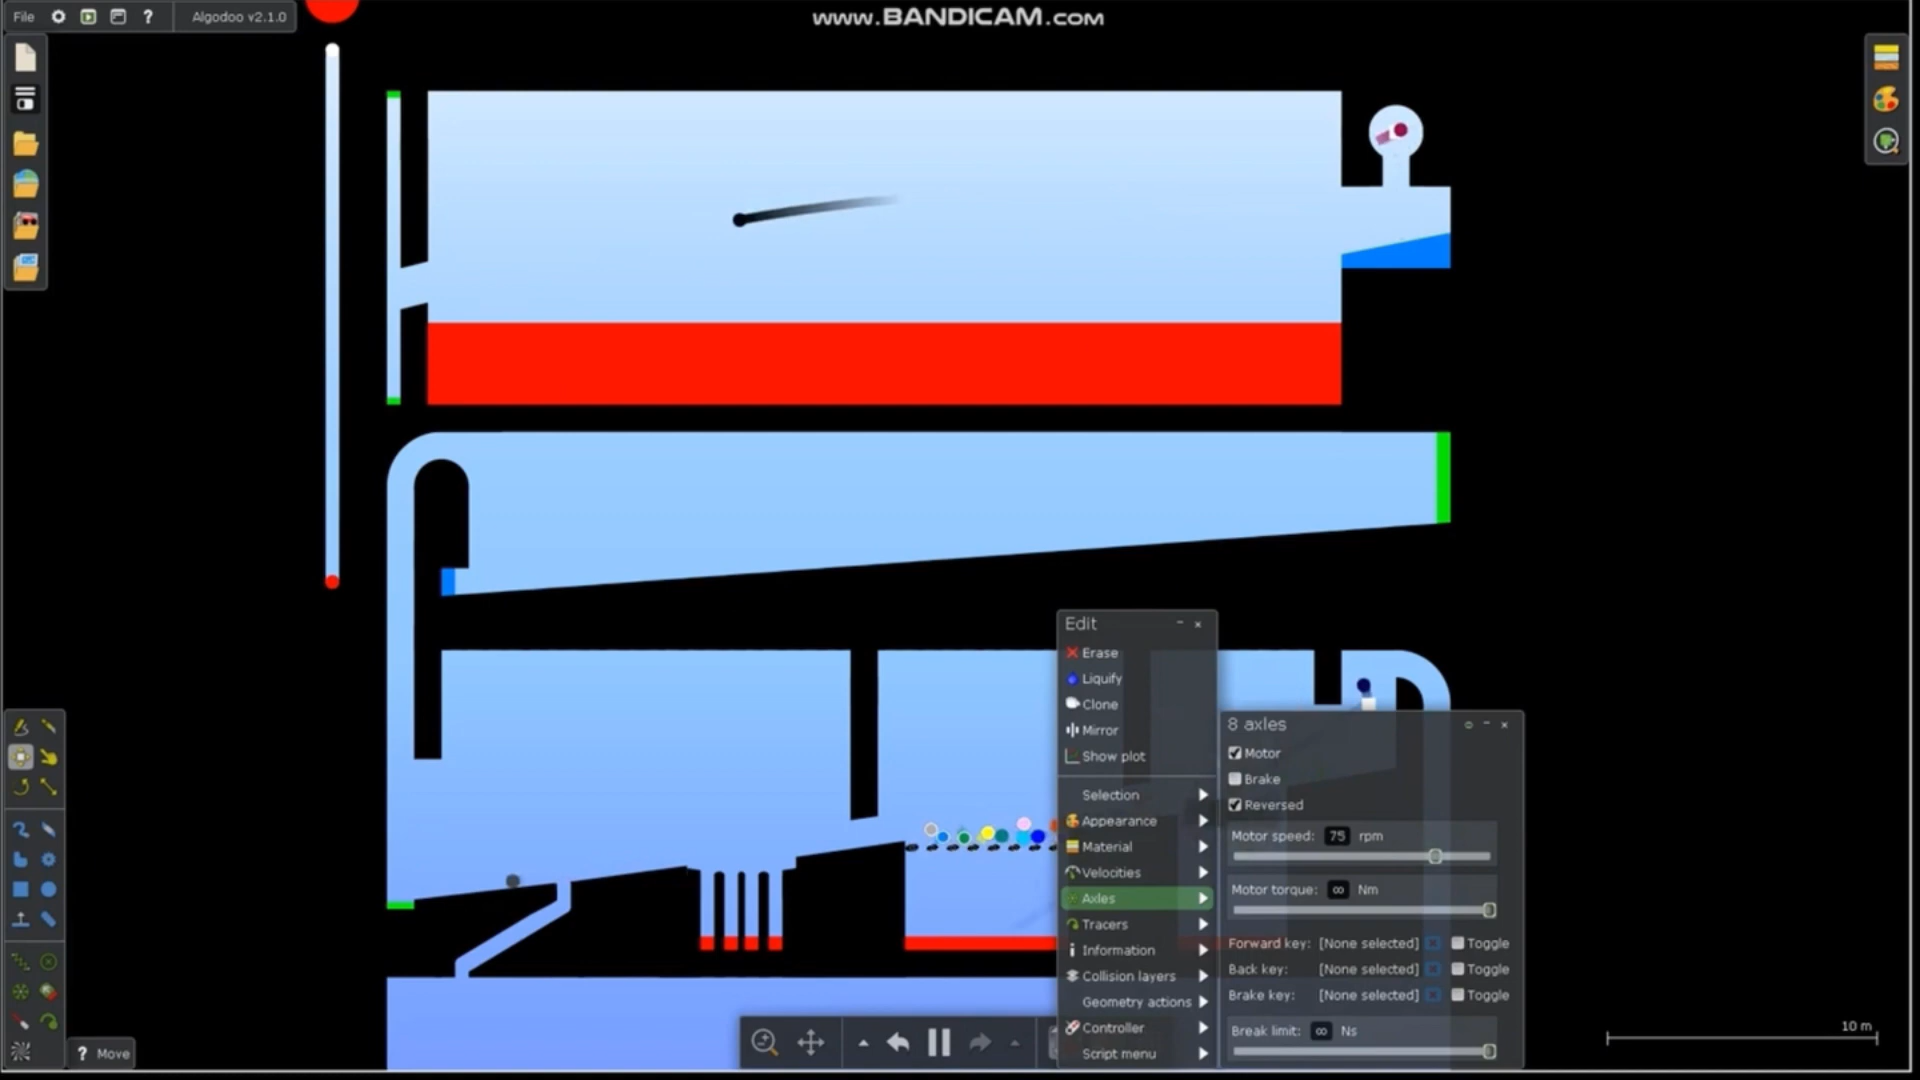 File ? Algodoo v2.1.0
www.BANDICAM.com
Edit - ×
Erase
Liquify
Clone
Mirror
Show plot
Selection
Appearance
Material
Velocities
Axles
Tracers
Information
Collision layers
Geometry actions
Controller
Script menu
8 axles
Motor
Brake
Reversed
Motor speed: 75 rpm
Motor torque: ∞ Nm
Forward key: [None selected] Toggle
Back key: [None selected] Toggle
Brake key: [None selected] Toggle
Break limit: ∞ Ns
10 m
? Move